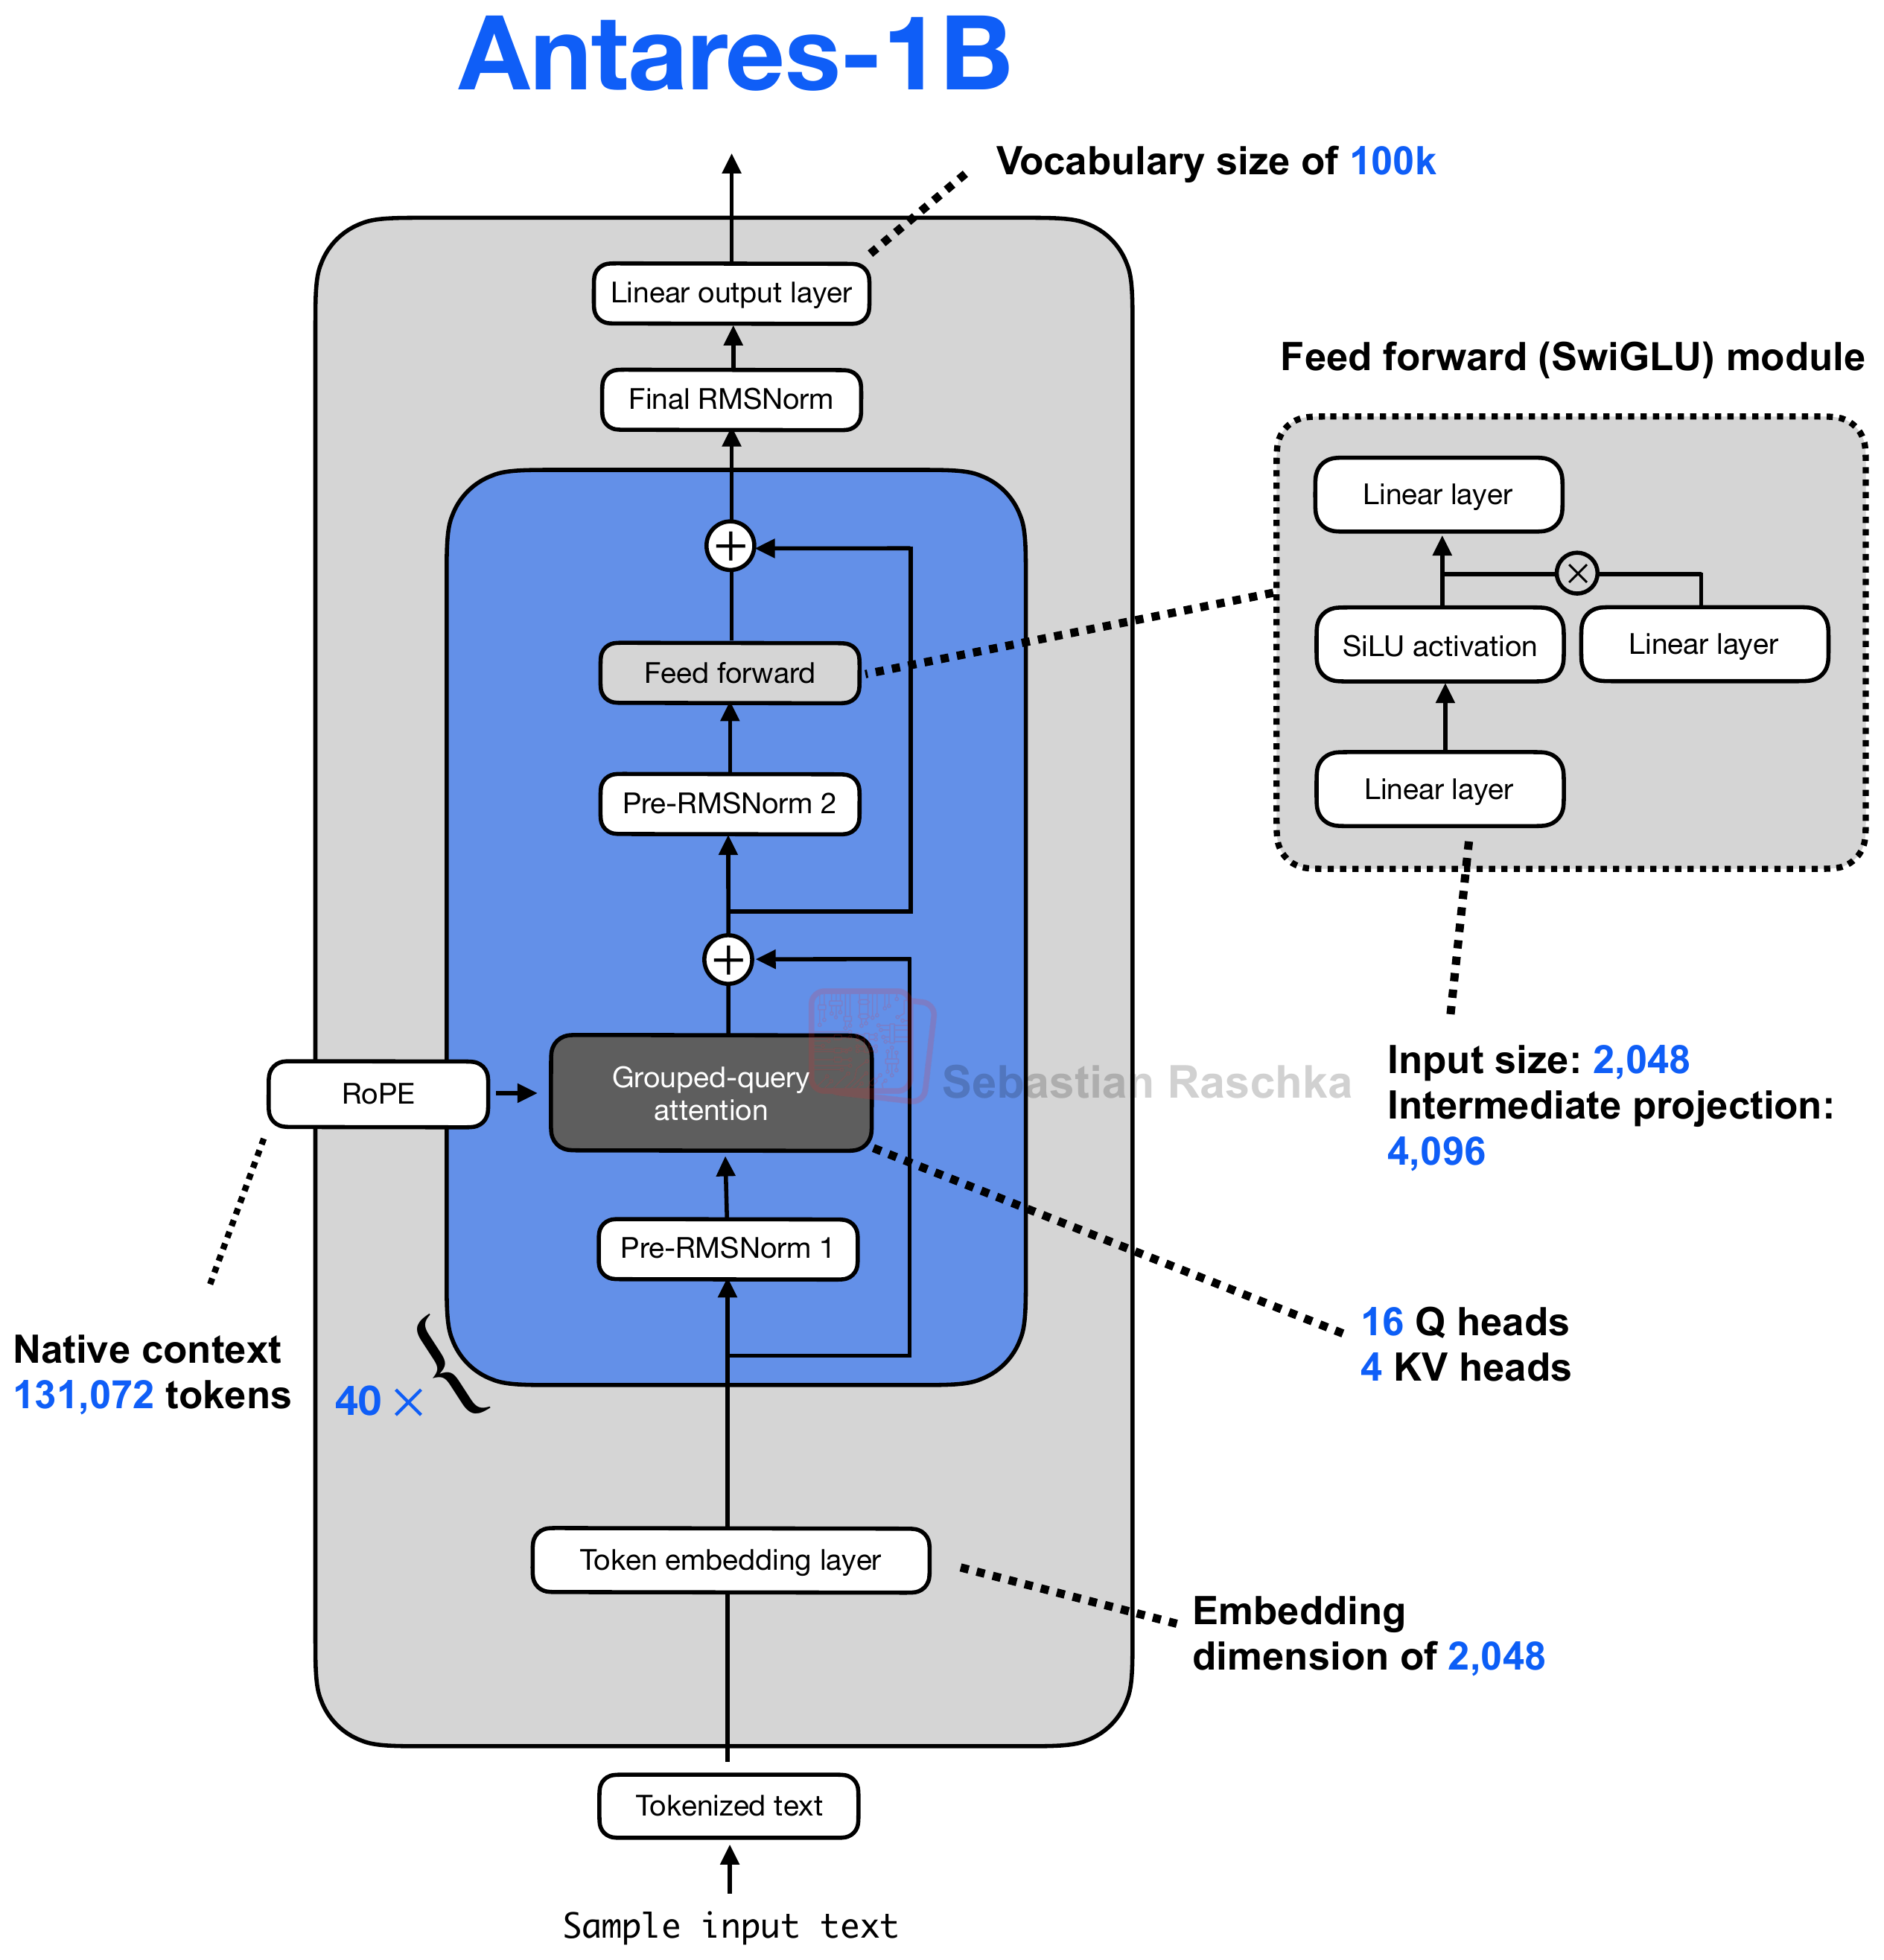 Antares-1B
Vocabulary size of 100k
Linear output layer
Final RMSNorm
Feed forward (SwiGLU) module
Linear layer
SiLU activation
Linear layer
Linear layer
Feed forward
Pre-RMSNorm 2
Input size: 2,048
Intermediate projection:
4,096
Grouped-query
attention
RoPE
Sebastian Raschka
Pre-RMSNorm 1
16 Q heads
4 KV heads
Native context
131,072 tokens
40 ×
Token embedding layer
Embedding
dimension of 2,048
Tokenized text
Sample input text